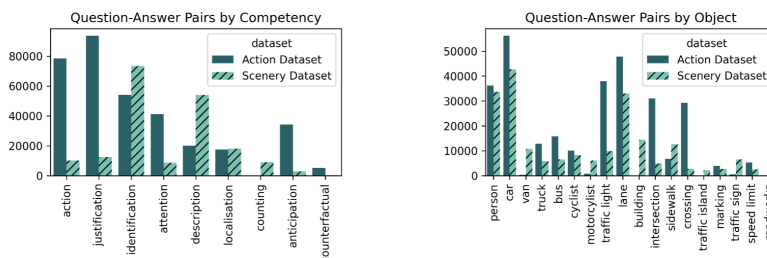 Question-Answer Pairs by Competency
dataset
Action Dataset
Scenery Dataset
80000
60000
40000
20000
0
action
justification
identification
attention
description
localisation
counting
anticipation
ounterfactual
Question-Answer Pairs by Object
dataset
Action Dataset
Scenery Dataset
50000
40000
30000
20000
10000
0
person
car
van
truck
bus
cyclist
motorcylist
traffic light
lane
building
intersection
sidewalk
crossing
traffic island
marking
traffic sign
speed limit